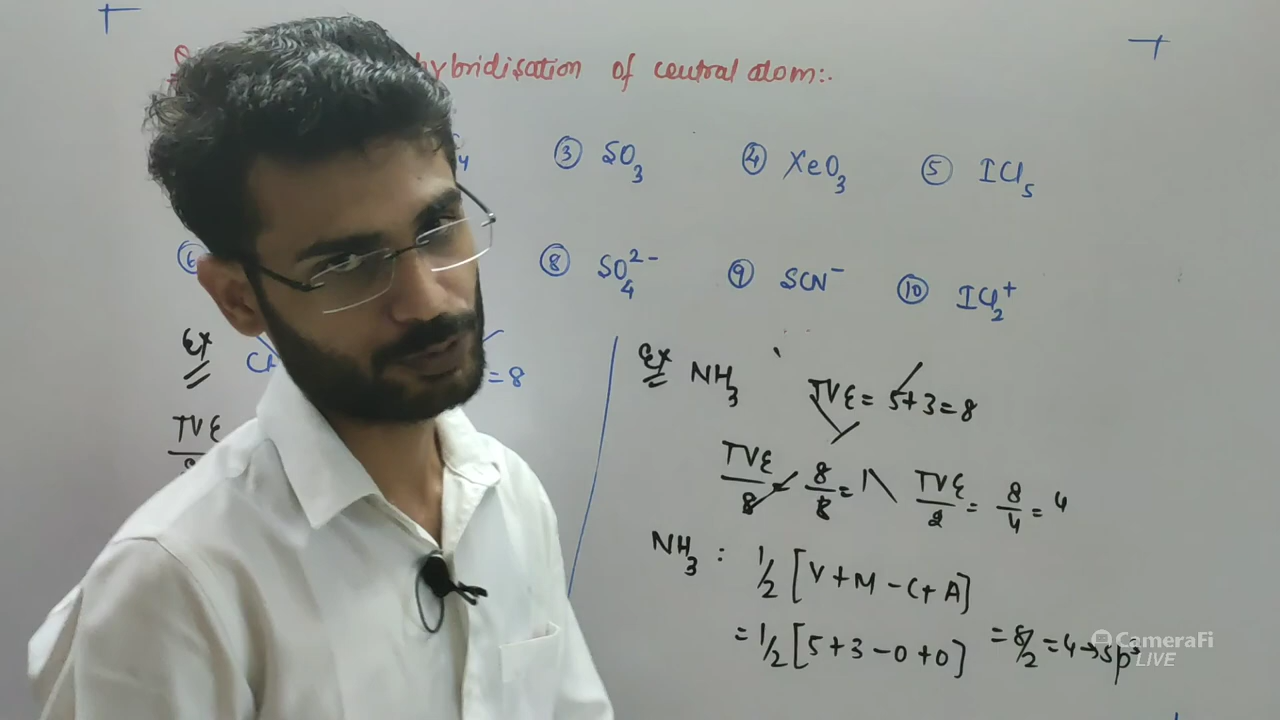 hybridisation of central atom:.
4 ③ SO3 ④ XeO3 ⑤ ICl5
⑥ ⑧ SO4^2- ⑨ SCN^- ⑩ ICl2^+
Ex = 8
TVE
Ex NH3 TVE = 5+3=8
TVE/8 = 8/8 = 1 TVE/2 = 8/4 = 4
NH3 : 1/2 [V+M-C+A]
= 1/2 [5+3-0+0] = 8/2 = 4→sp3
CameraFi
LIVE